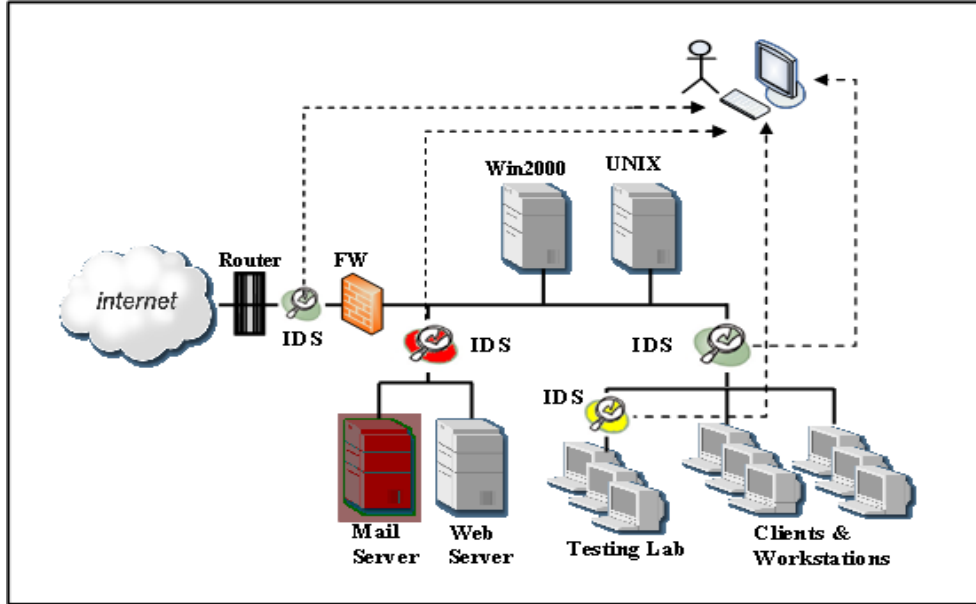 Win2000
UNIX
Router
FW
internet
IDS
IDS
IDS
IDS
Mail
Server
Web
Server
Testing Lab
Clients &
Workstations